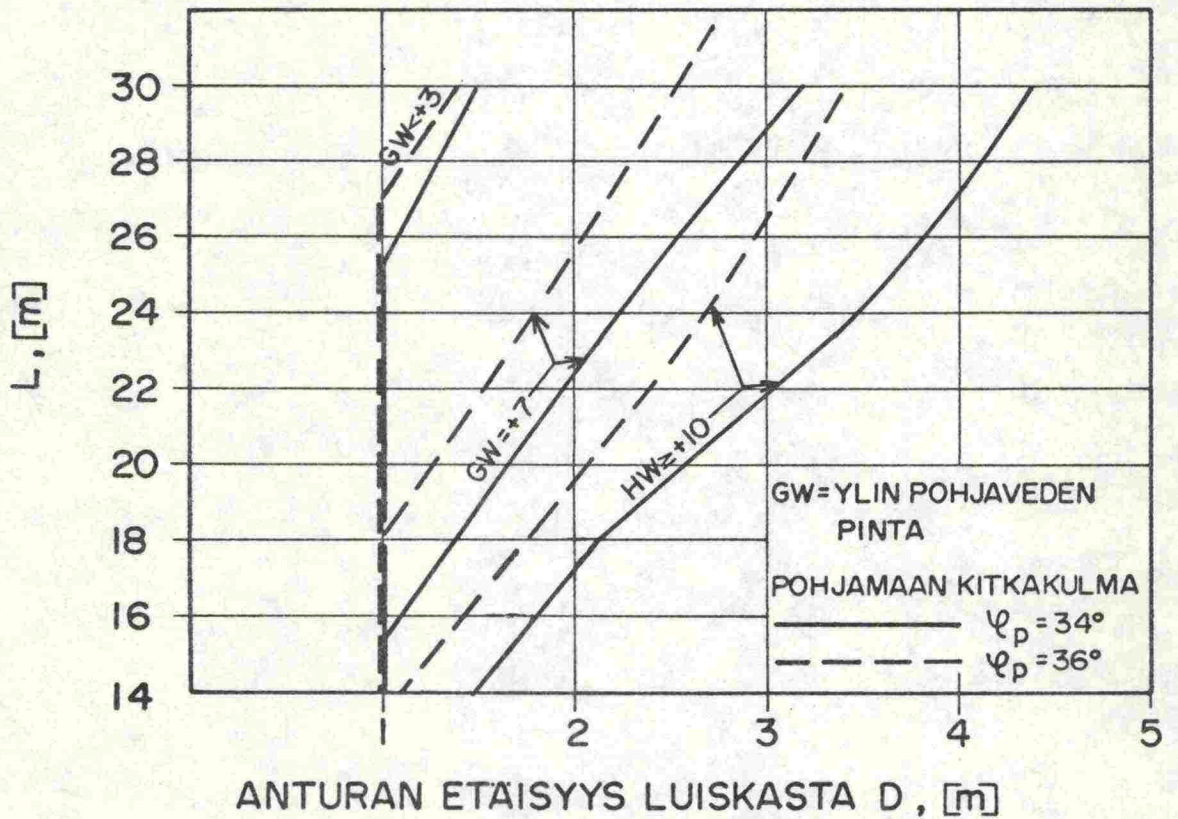 30
28
26
24
22
20
18
16
14
L, [m]
GW<+3
GW=+7
HW≥+10
GW=YLIN POHJAVEDEN
PINTA
POHJAMAAN KITKAKULMA
φp=34°
φp=36°
1
2
3
4
5
ANTURAN ETÄISYYS LUISKASTA D, [m]